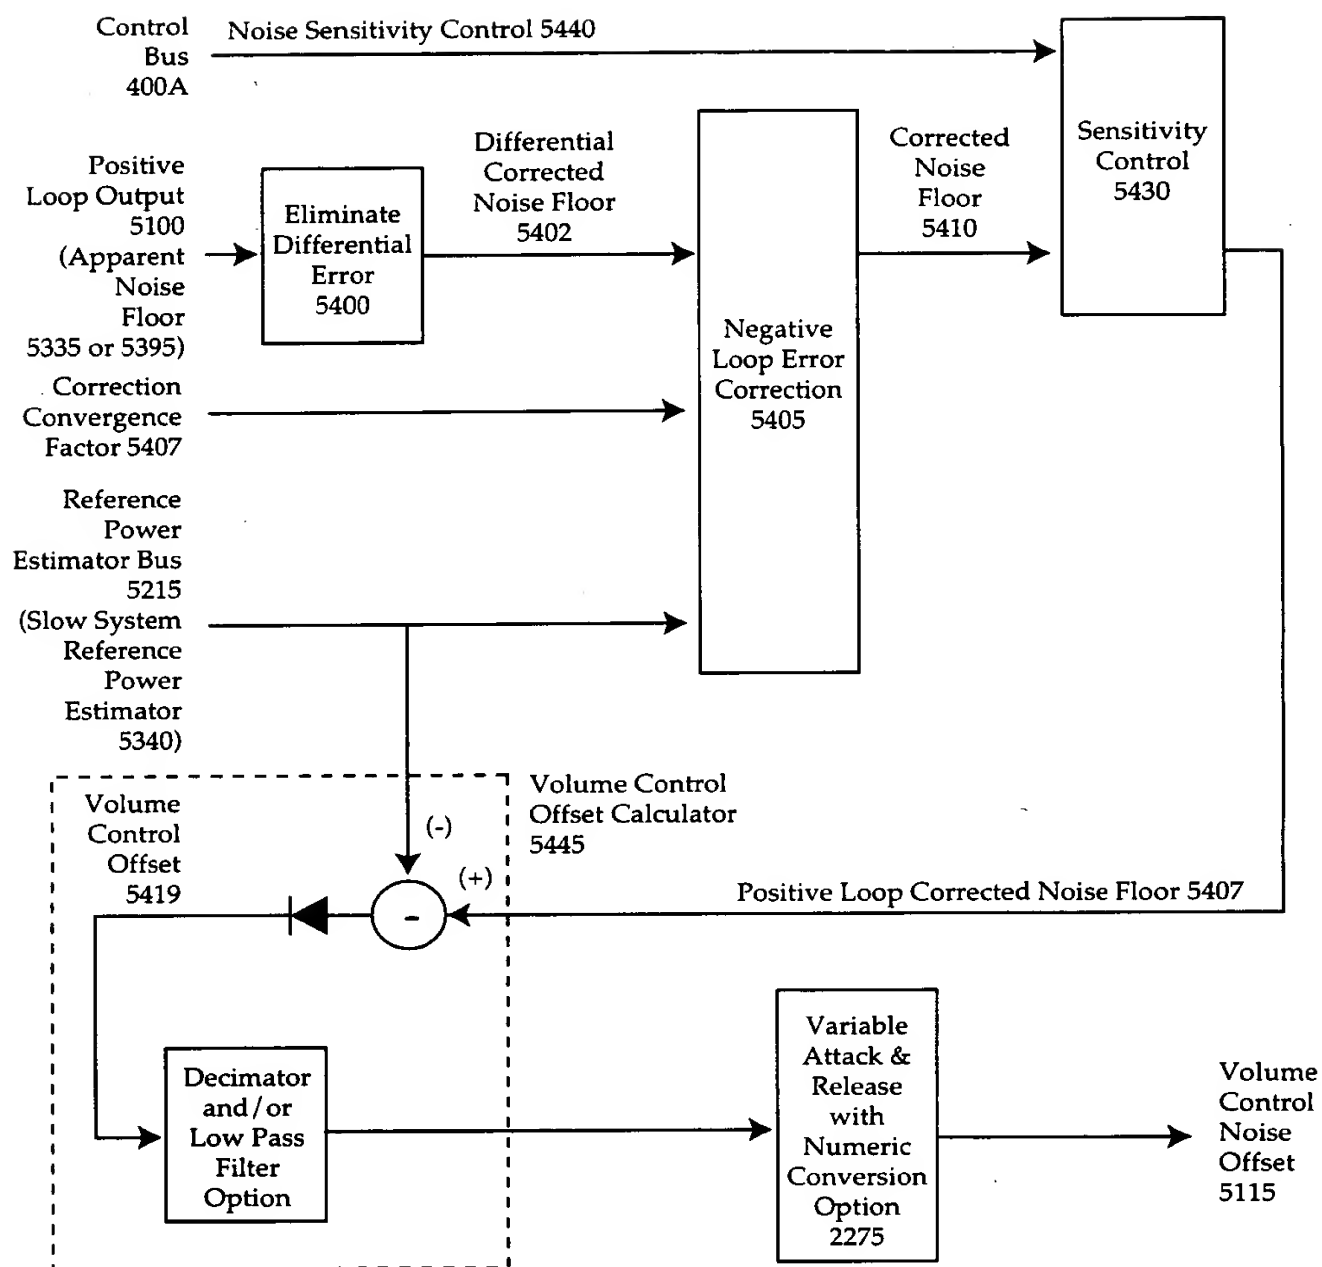 Control
Bus
400A
Noise Sensitivity Control 5440
Sensitivity
Control
5430
Positive
Loop Output
5100
(Apparent
Noise
Floor
5335 or 5395)
Eliminate
Differential
Error
5400
Differential
Corrected
Noise Floor
5402
Negative
Loop Error
Correction
5405
Corrected
Noise
Floor
5410
Correction
Convergence
Factor 5407
Reference
Power
Estimator Bus
5215
(Slow System
Reference
Power
Estimator
5340)
Volume
Control
Offset
5419
Volume Control
Offset Calculator
5445
(-)
(+)
-
Positive Loop Corrected Noise Floor 5407
Decimator
and/or
Low Pass
Filter
Option
Variable
Attack &
Release
with
Numeric
Conversion
Option
2275
Volume
Control
Noise
Offset
5115